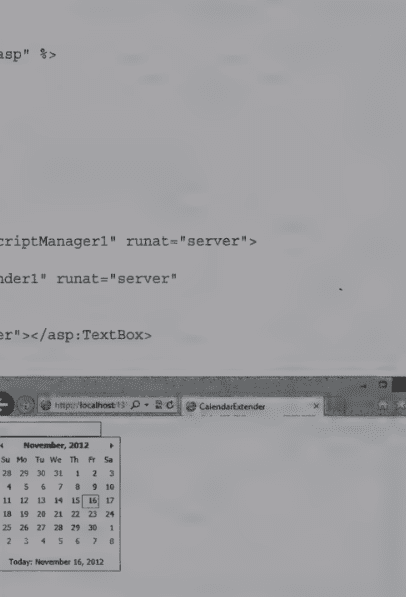 asp" %>
criptManager1" runat="server">
nder1" runat="server"
er"></asp:TextBox>
http://localhost:1 CalendarExtender
November, 2012
Su Mo Tu We Th Fr Sa
28 29 30 31 1 2 3
4 5 6 7 8 9 10
11 12 13 14 15 16 17
18 19 20 21 22 23 24
25 26 27 28 29 30 1
2 3 4 5 6 7 8
Today: November 16, 2012